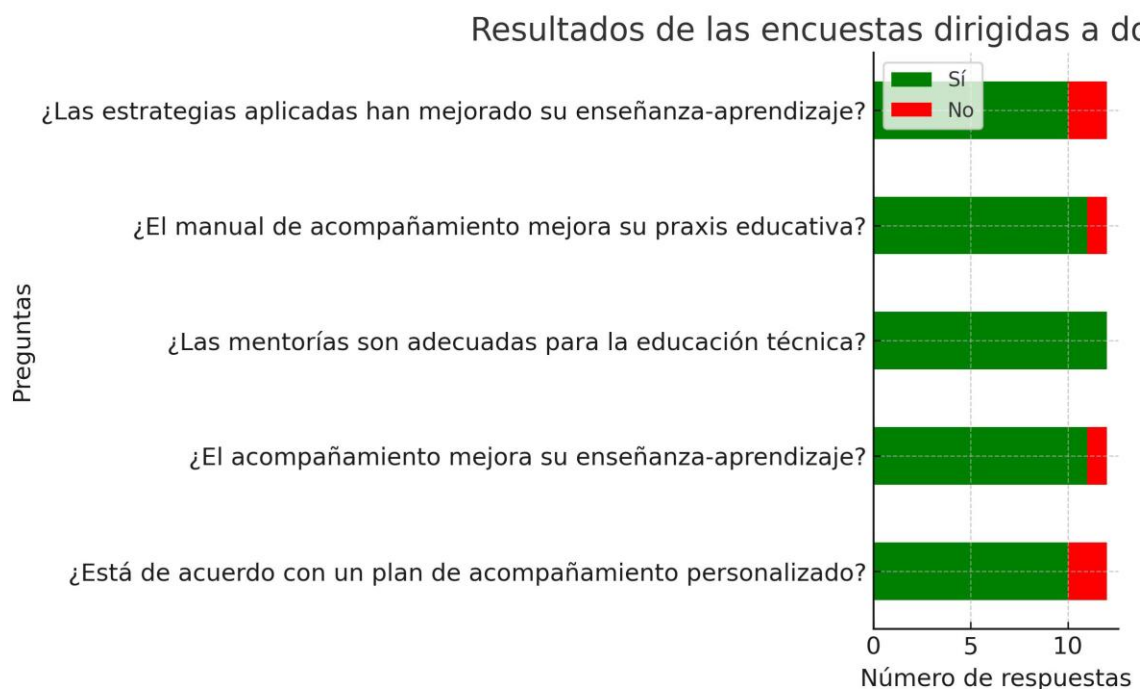 Resultados de las encuestas dirigidas a do
Sí
No
¿Las estrategias aplicadas han mejorado su enseñanza-aprendizaje?
¿El manual de acompañamiento mejora su praxis educativa?
¿Las mentorías son adecuadas para la educación técnica?
¿El acompañamiento mejora su enseñanza-aprendizaje?
¿Está de acuerdo con un plan de acompañamiento personalizado?
Preguntas
0 5 10
Número de respuestas